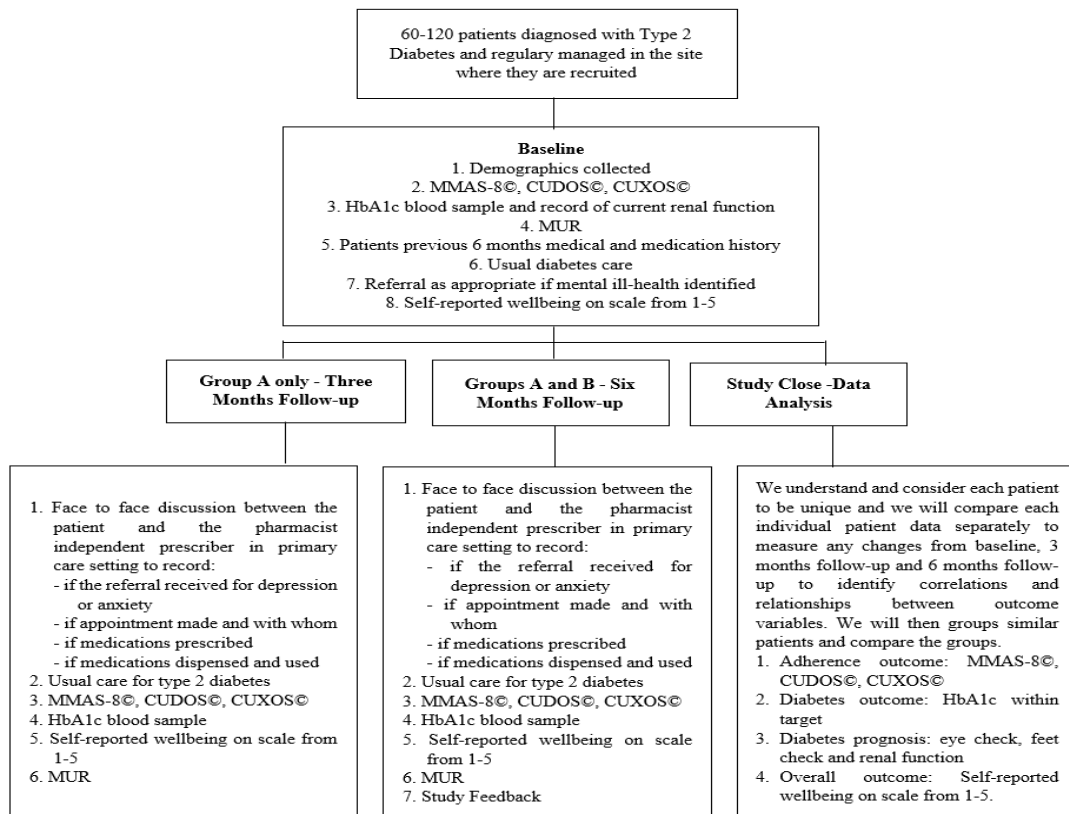 60-120 patients diagnosed with Type 2
Diabetes and regulary managed in the site
where they are recruited
Baseline
1. Demographics collected
2. MMAS-8©, CUDOS©, CUXOS©
3. HbA1c blood sample and record of current renal function
4. MUR
5. Patients previous 6 months medical and medication history
6. Usual diabetes care
7. Referral as appropriate if mental ill-health identified
8. Self-reported wellbeing on scale from 1-5
Group A only - Three
Months Follow-up
Groups A and B - Six
Months Follow-up
Study Close -Data
Analysis
1. Face to face discussion between the
patient and the pharmacist
independent prescriber in primary
care setting to record:
- if the referral received for depression
or anxiety
- if appointment made and with whom
- if medications prescribed
- if medications dispensed and used
2. Usual care for type 2 diabetes
3. MMAS-8©, CUDOS©, CUXOS©
4. HbA1c blood sample
5. Self-reported wellbeing on scale from
1-5
6. MUR
1. Face to face discussion between the
patient and the pharmacist
independent prescriber in primary
care setting to record:
- if the referral received for
depression or anxiety
- if appointment made and with
whom
- if medications prescribed
- if medications dispensed and used
2. Usual care for type 2 diabetes
3. MMAS-8©, CUDOS©, CUXOS©
4. HbA1c blood sample
5. Self-reported wellbeing on scale
from 1-5
6. MUR
7. Study Feedback
We understand and consider each patient
to be unique and we will compare each
individual patient data separately to
measure any changes from baseline, 3
months follow-up and 6 months follow-
up to identify correlations and
relationships between outcome
variables. We will then groups similar
patients and compare the groups.
1. Adherence outcome: MMAS-8©,
CUDOS©, CUXOS©
2. Diabetes outcome: HbA1c within
target
3. Diabetes prognosis: eye check, feet
check and renal function
4. Overall outcome: Self-reported
wellbeing on scale from 1-5.